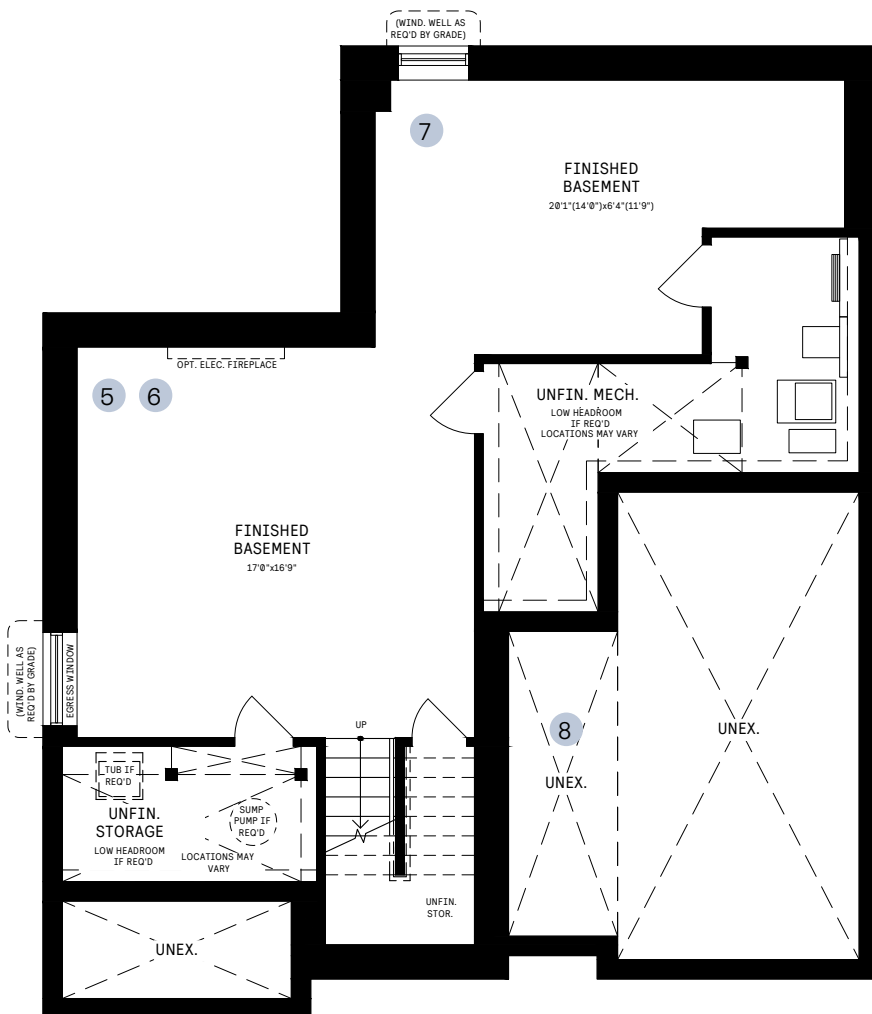 (WIND. WELL AS
REQ'D BY GRADE)
7
FINISHED
BASEMENT
20'1"(14'0")x6'4"(11'9")
OPT. ELEC. FIREPLACE
5 6
UNFIN. MECH.
LOW HEADROOM
IF REQ'D
LOCATIONS MAY VARY
FINISHED
BASEMENT
17'0"x16'9"
(WIND. WELL AS
REQ'D BY GRADE)
EGRESS WINDOW
UP
8
UNEX.
UNEX.
TUB IF
REQ'D
UNFIN.
STORAGE
LOW HEADROOM
IF REQ'D
SUMP
PUMP IF
REQ'D
LOCATIONS MAY
VARY
UNFIN.
STOR.
UNEX.